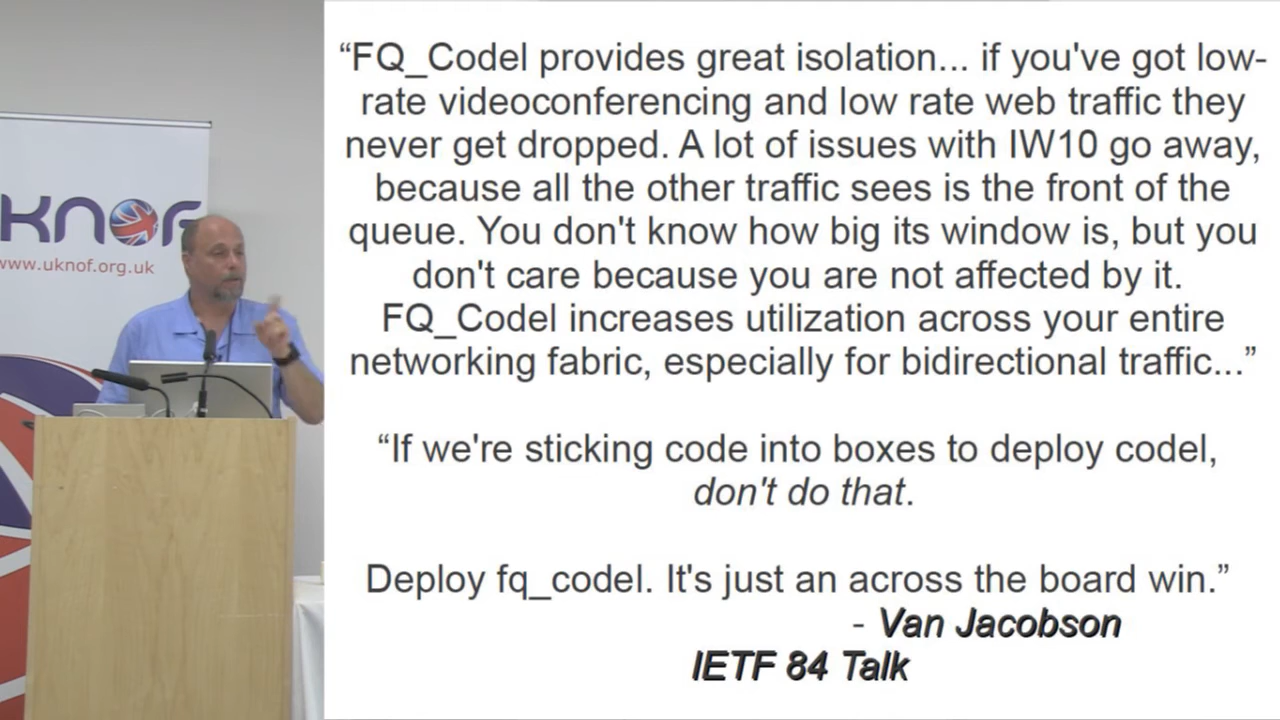 KNOF
www.uknof.org.uk
“FQ_Codel provides great isolation... if you've got low-
rate videoconferencing and low rate web traffic they
never get dropped. A lot of issues with IW10 go away,
because all the other traffic sees is the front of the
queue. You don't know how big its window is, but you
don't care because you are not affected by it.
FQ_Codel increases utilization across your entire
networking fabric, especially for bidirectional traffic...”
“If we're sticking code into boxes to deploy codel,
don't do that.
Deploy fq_codel. It's just an across the board win.”
- Van Jacobson
IETF 84 Talk